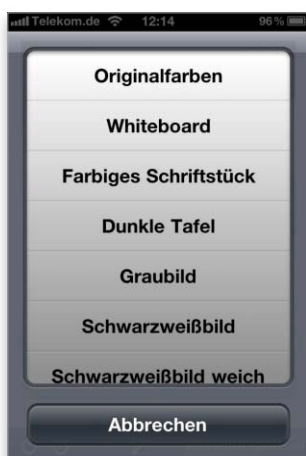 Telekom.de 12:14 96 %
Originalfarben
Whiteboard
Farbiges Schriftstück
Dunkle Tafel
Graubild
Schwarzweißbild
Schwarzweißbild weich
Abbrechen